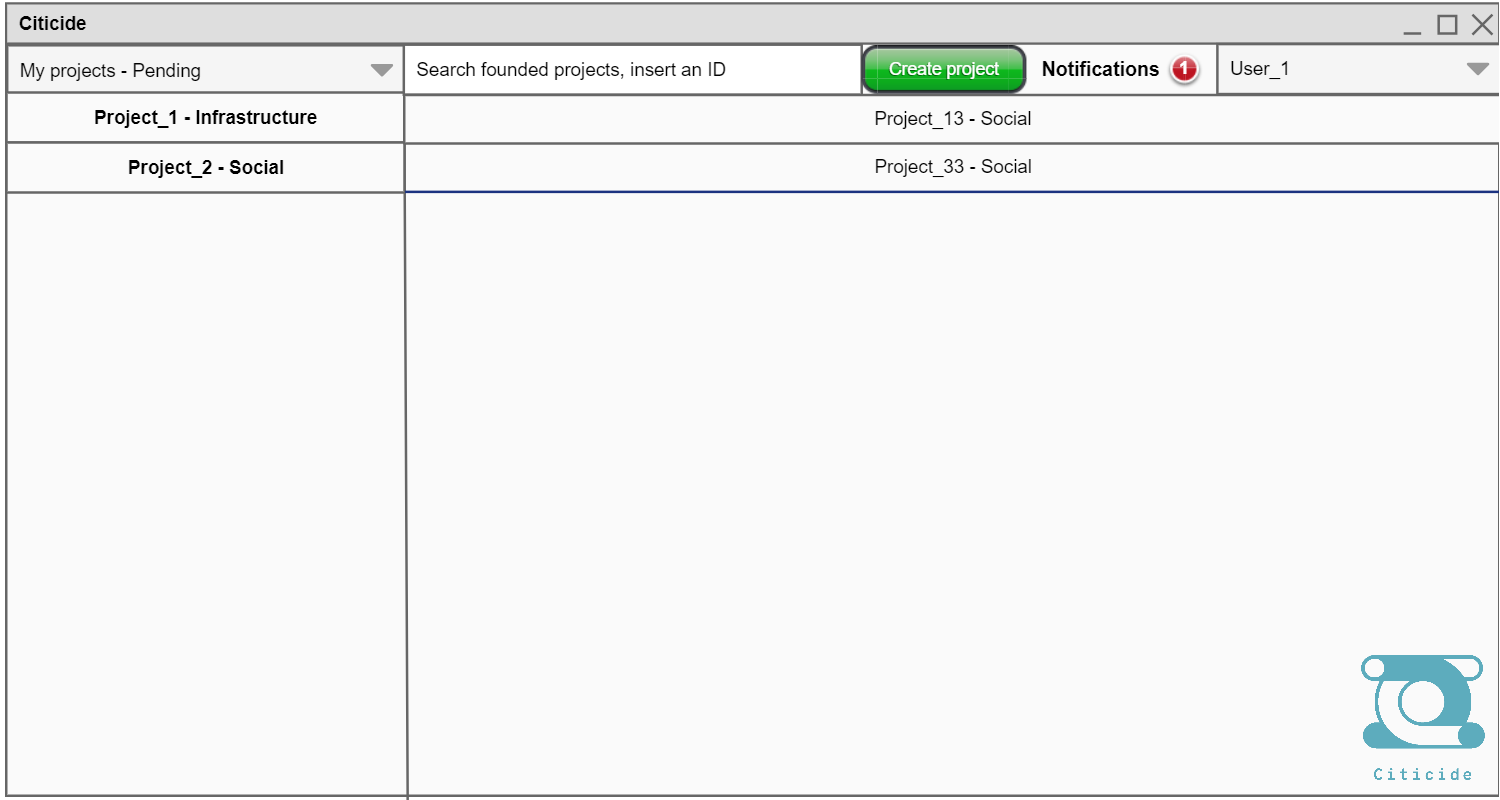 Citicide
My projects - Pending
Search founded projects, insert an ID
Create project
Notifications 1
User_1
Project_1 - Infrastructure
Project_13 - Social
Project_2 - Social
Project_33 - Social
Citicide